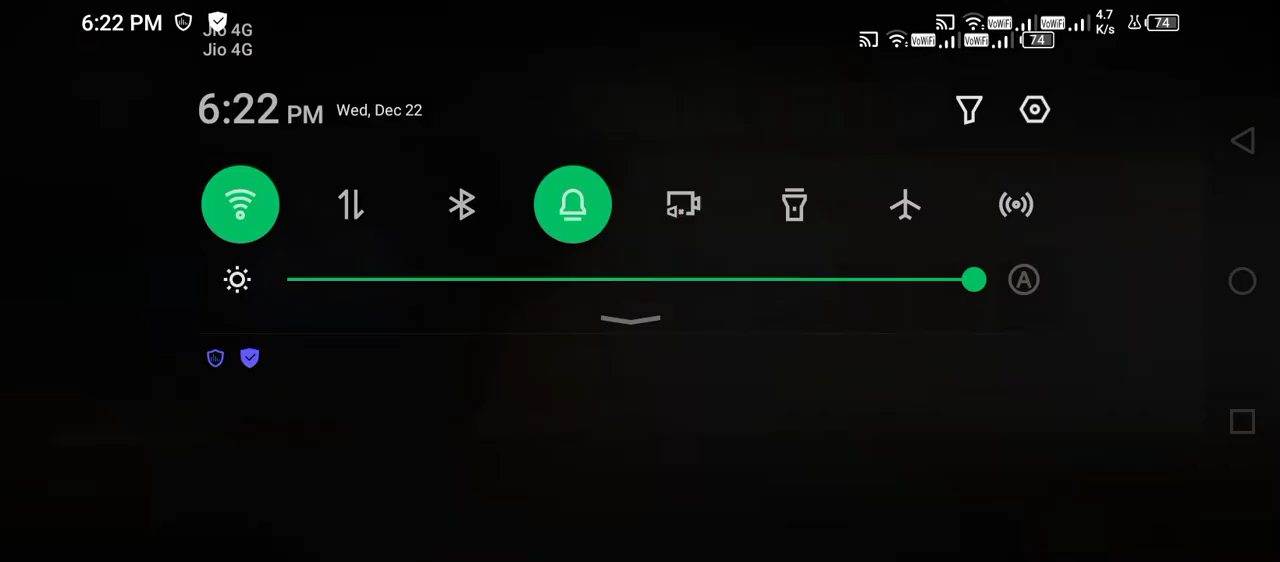 6:22 PM
4.7
K/s
74
Jio 4G
Jio 4G
VoWiFi VoWiFi
VoWiFi VoWiFi 74
6:22 PM Wed, Dec 22
A